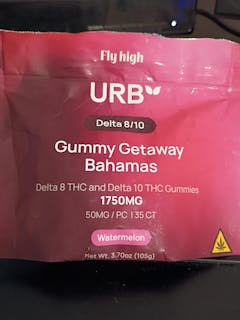 Fly high
URB
Delta 8/10
Gummy Getaway
Bahamas
Delta 8 THC and Delta 10 THC Gummies
1750MG
50MG / PC | 35 CT
Watermelon
Net Wt. 3.70oz (105g)